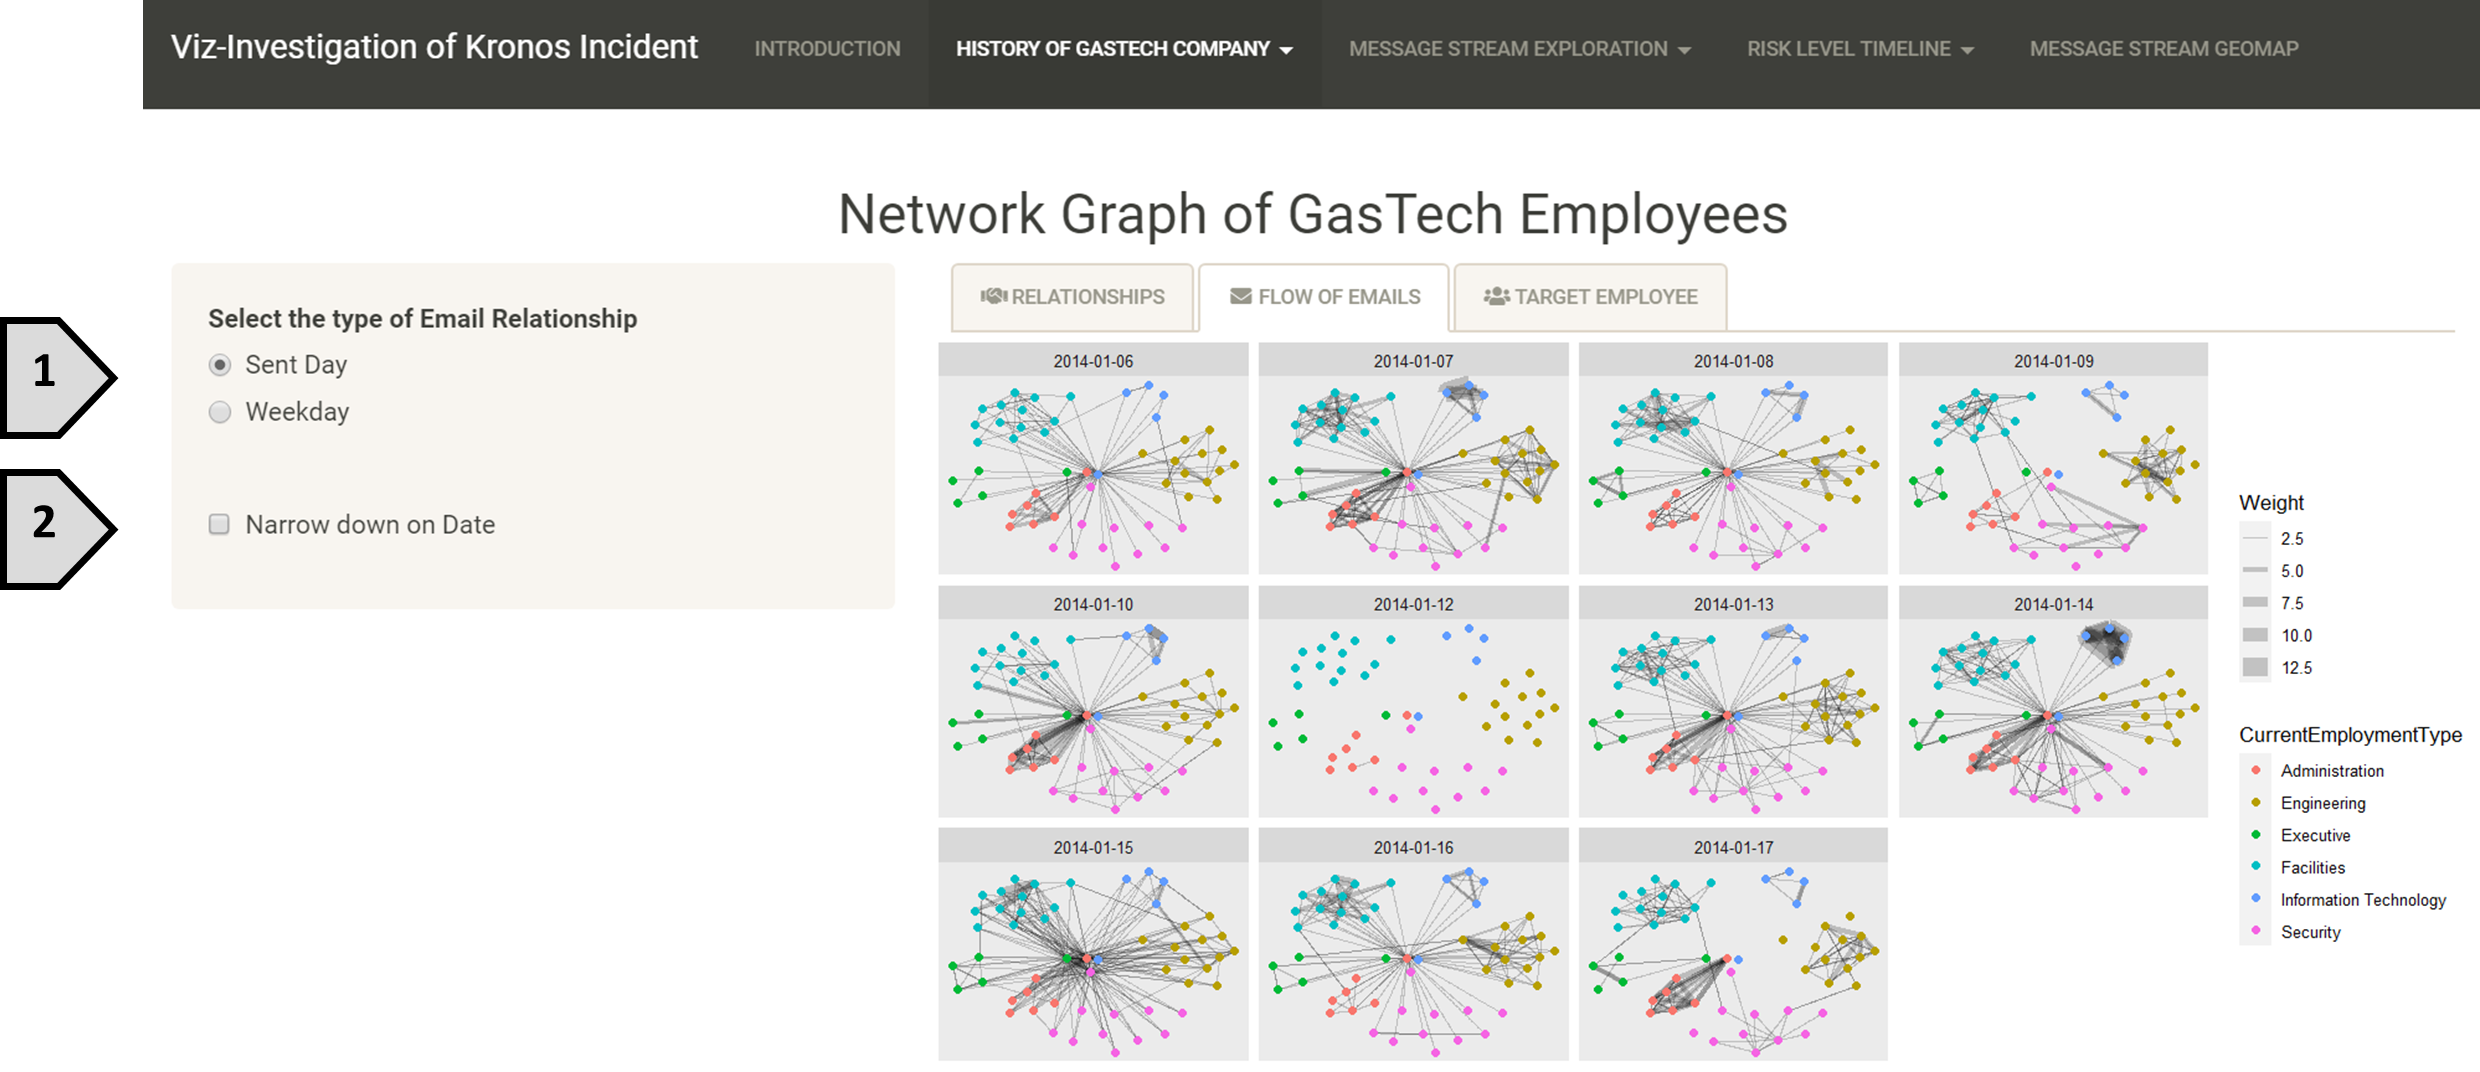 Viz-Investigation of Kronos Incident
INTRODUCTION
HISTORY OF GASTECH COMPANY
MESSAGE STREAM EXPLORATION
RISK LEVEL TIMELINE
MESSAGE STREAM GEOMAP
Network Graph of GasTech Employees
1
2
Select the type of Email Relationship
Sent Day
Weekday
Narrow down on Date
RELATIONSHIPS
FLOW OF EMAILS
TARGET EMPLOYEE
2014-01-06
2014-01-07
2014-01-08
2014-01-09
2014-01-10
2014-01-12
2014-01-13
2014-01-14
2014-01-15
2014-01-16
2014-01-17
Weight
2.5
5.0
7.5
10.0
12.5
CurrentEmploymentType
Administration
Engineering
Executive
Facilities
Information Technology
Security